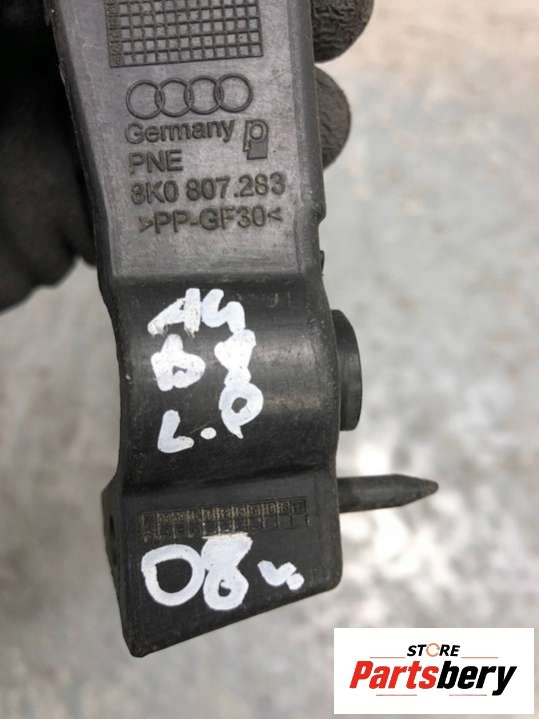 Germany
PNE
8K0 807.283
>PP-GF30<
A4
B8
L.P
08
STORE
Partsbery